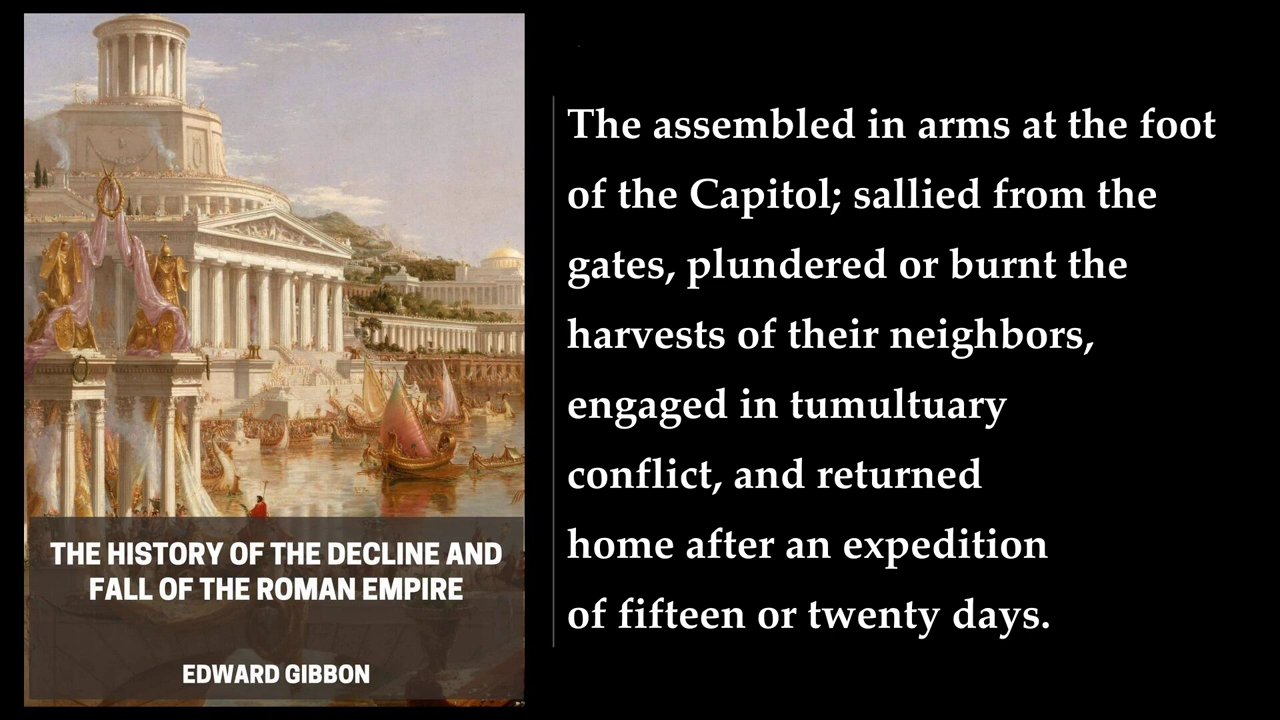 THE HISTORY OF THE DECLINE AND
FALL OF THE ROMAN EMPIRE
EDWARD GIBBON
The assembled in arms at the foot
of the Capitol; sallied from the
gates, plundered or burnt the
harvests of their neighbors,
engaged in tumultuary
conflict, and returned
home after an expedition
of fifteen or twenty days.